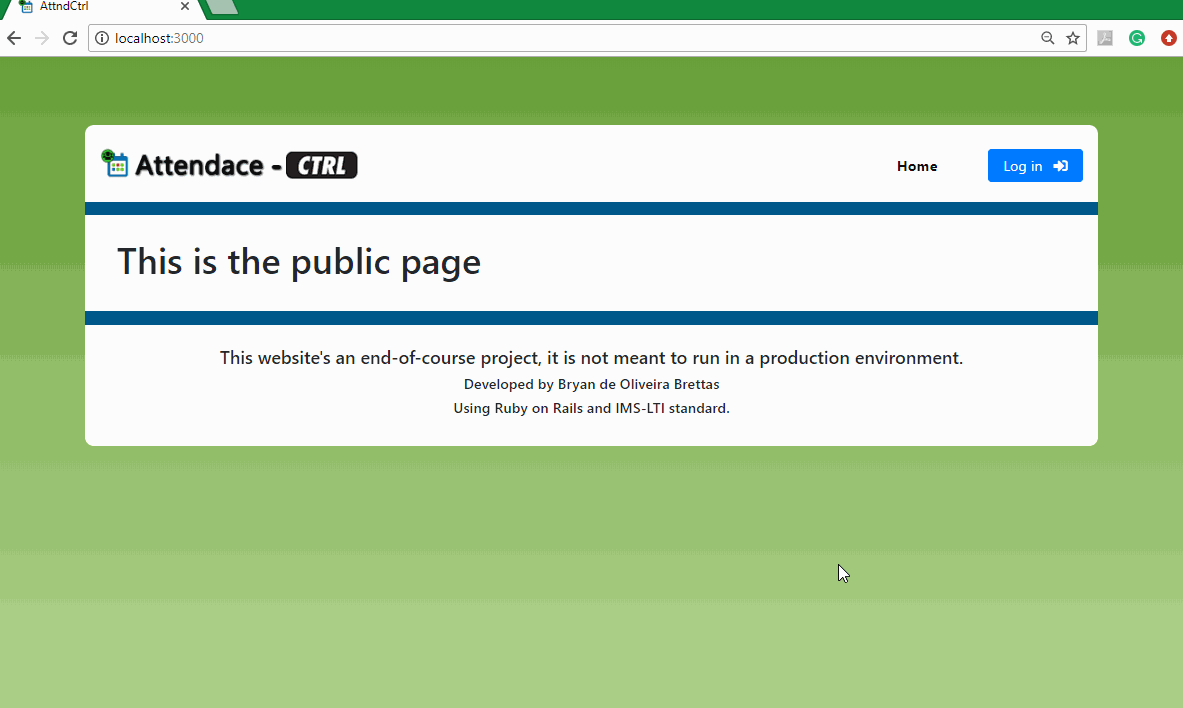 AttndCtrl
localhost:3000
Attendace - CTRL
Home
Log in
This is the public page
This website's an end-of-course project, it is not meant to run in a production environment.
Developed by Bryan de Oliveira Brettas
Using Ruby on Rails and IMS-LTI standard.